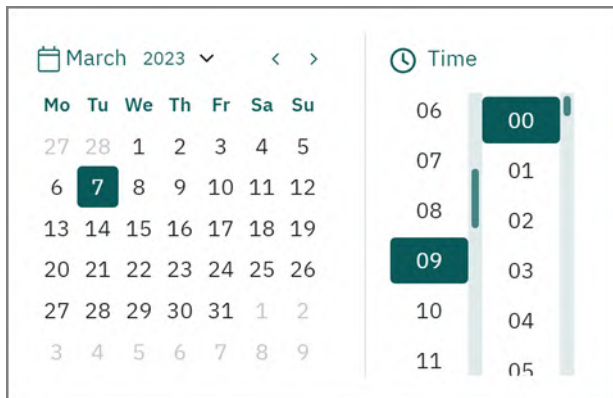 March 2023
Mo Tu We Th Fr Sa Su
27 28 1 2 3 4 5
6 7 8 9 10 11 12
13 14 15 16 17 18 19
20 21 22 23 24 25 26
27 28 29 30 31 1 2
3 4 5 6 7 8 9
Time
06 00
07 01
08 02
09 03
10 04
11 05